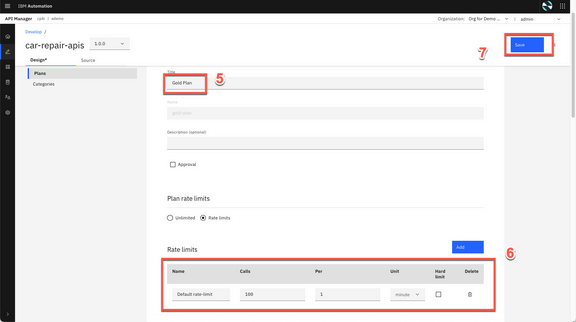 IBM Automation
API Manager
Organization: Org for Demo ...
admin
Develop /
car-repair-apis
1.0.0
Save
7
Design*
Source
Plans
Categories
Title
Gold Plan
5
Name
gold-plan
Description (optional)
Approval
Plan rate limits
Unlimited
Rate limits
Rate limits
Add
6
Name Calls Per Unit Hard limit Delete
Default rate-limit 100 1 minute